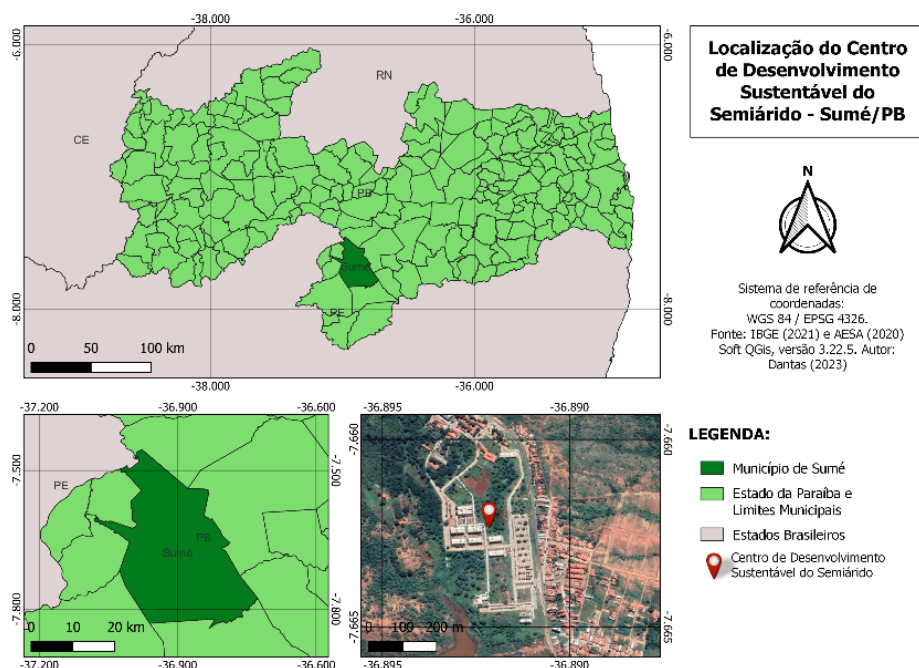 -38.000
-36.000
-6.000
-6.000
RN
CE
PB
Sumé
PE
-8.000
-8.000
0 50 100 km
-38.000
-36.000
Localização do Centro
de Desenvolvimento
Sustentável do
Semiárido - Sumé/PB
N
Sistema de referência de
coordenadas:
WGS 84 / EPSG 4326.
Fonte: IBGE (2021) e AESA (2020)
Soft QGis, versão 3.22.5. Autor:
Dantas (2023)
-37.200
-36.900
-36.600
-7.500
-7.500
PE
PB
Sumé
-7.800
-7.800
0 10 20 km
-37.200
-36.900
-36.600
-36.895
-36.890
-7.660
-7.660
-7.665
-7.665
0 100 200 m
-36.895
-36.890
LEGENDA:
Município de Sumé
Estado da Paraíba e
Limites Municipais
Estados Brasileiros
Centro de Desenvolvimento
Sustentável do Semiárido